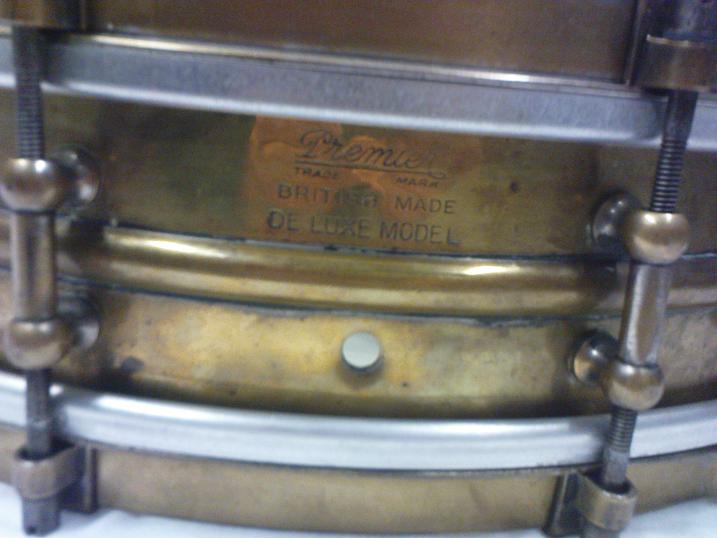 Premier
TRADE MARK
BRITISH MADE
DE LUXE MODEL